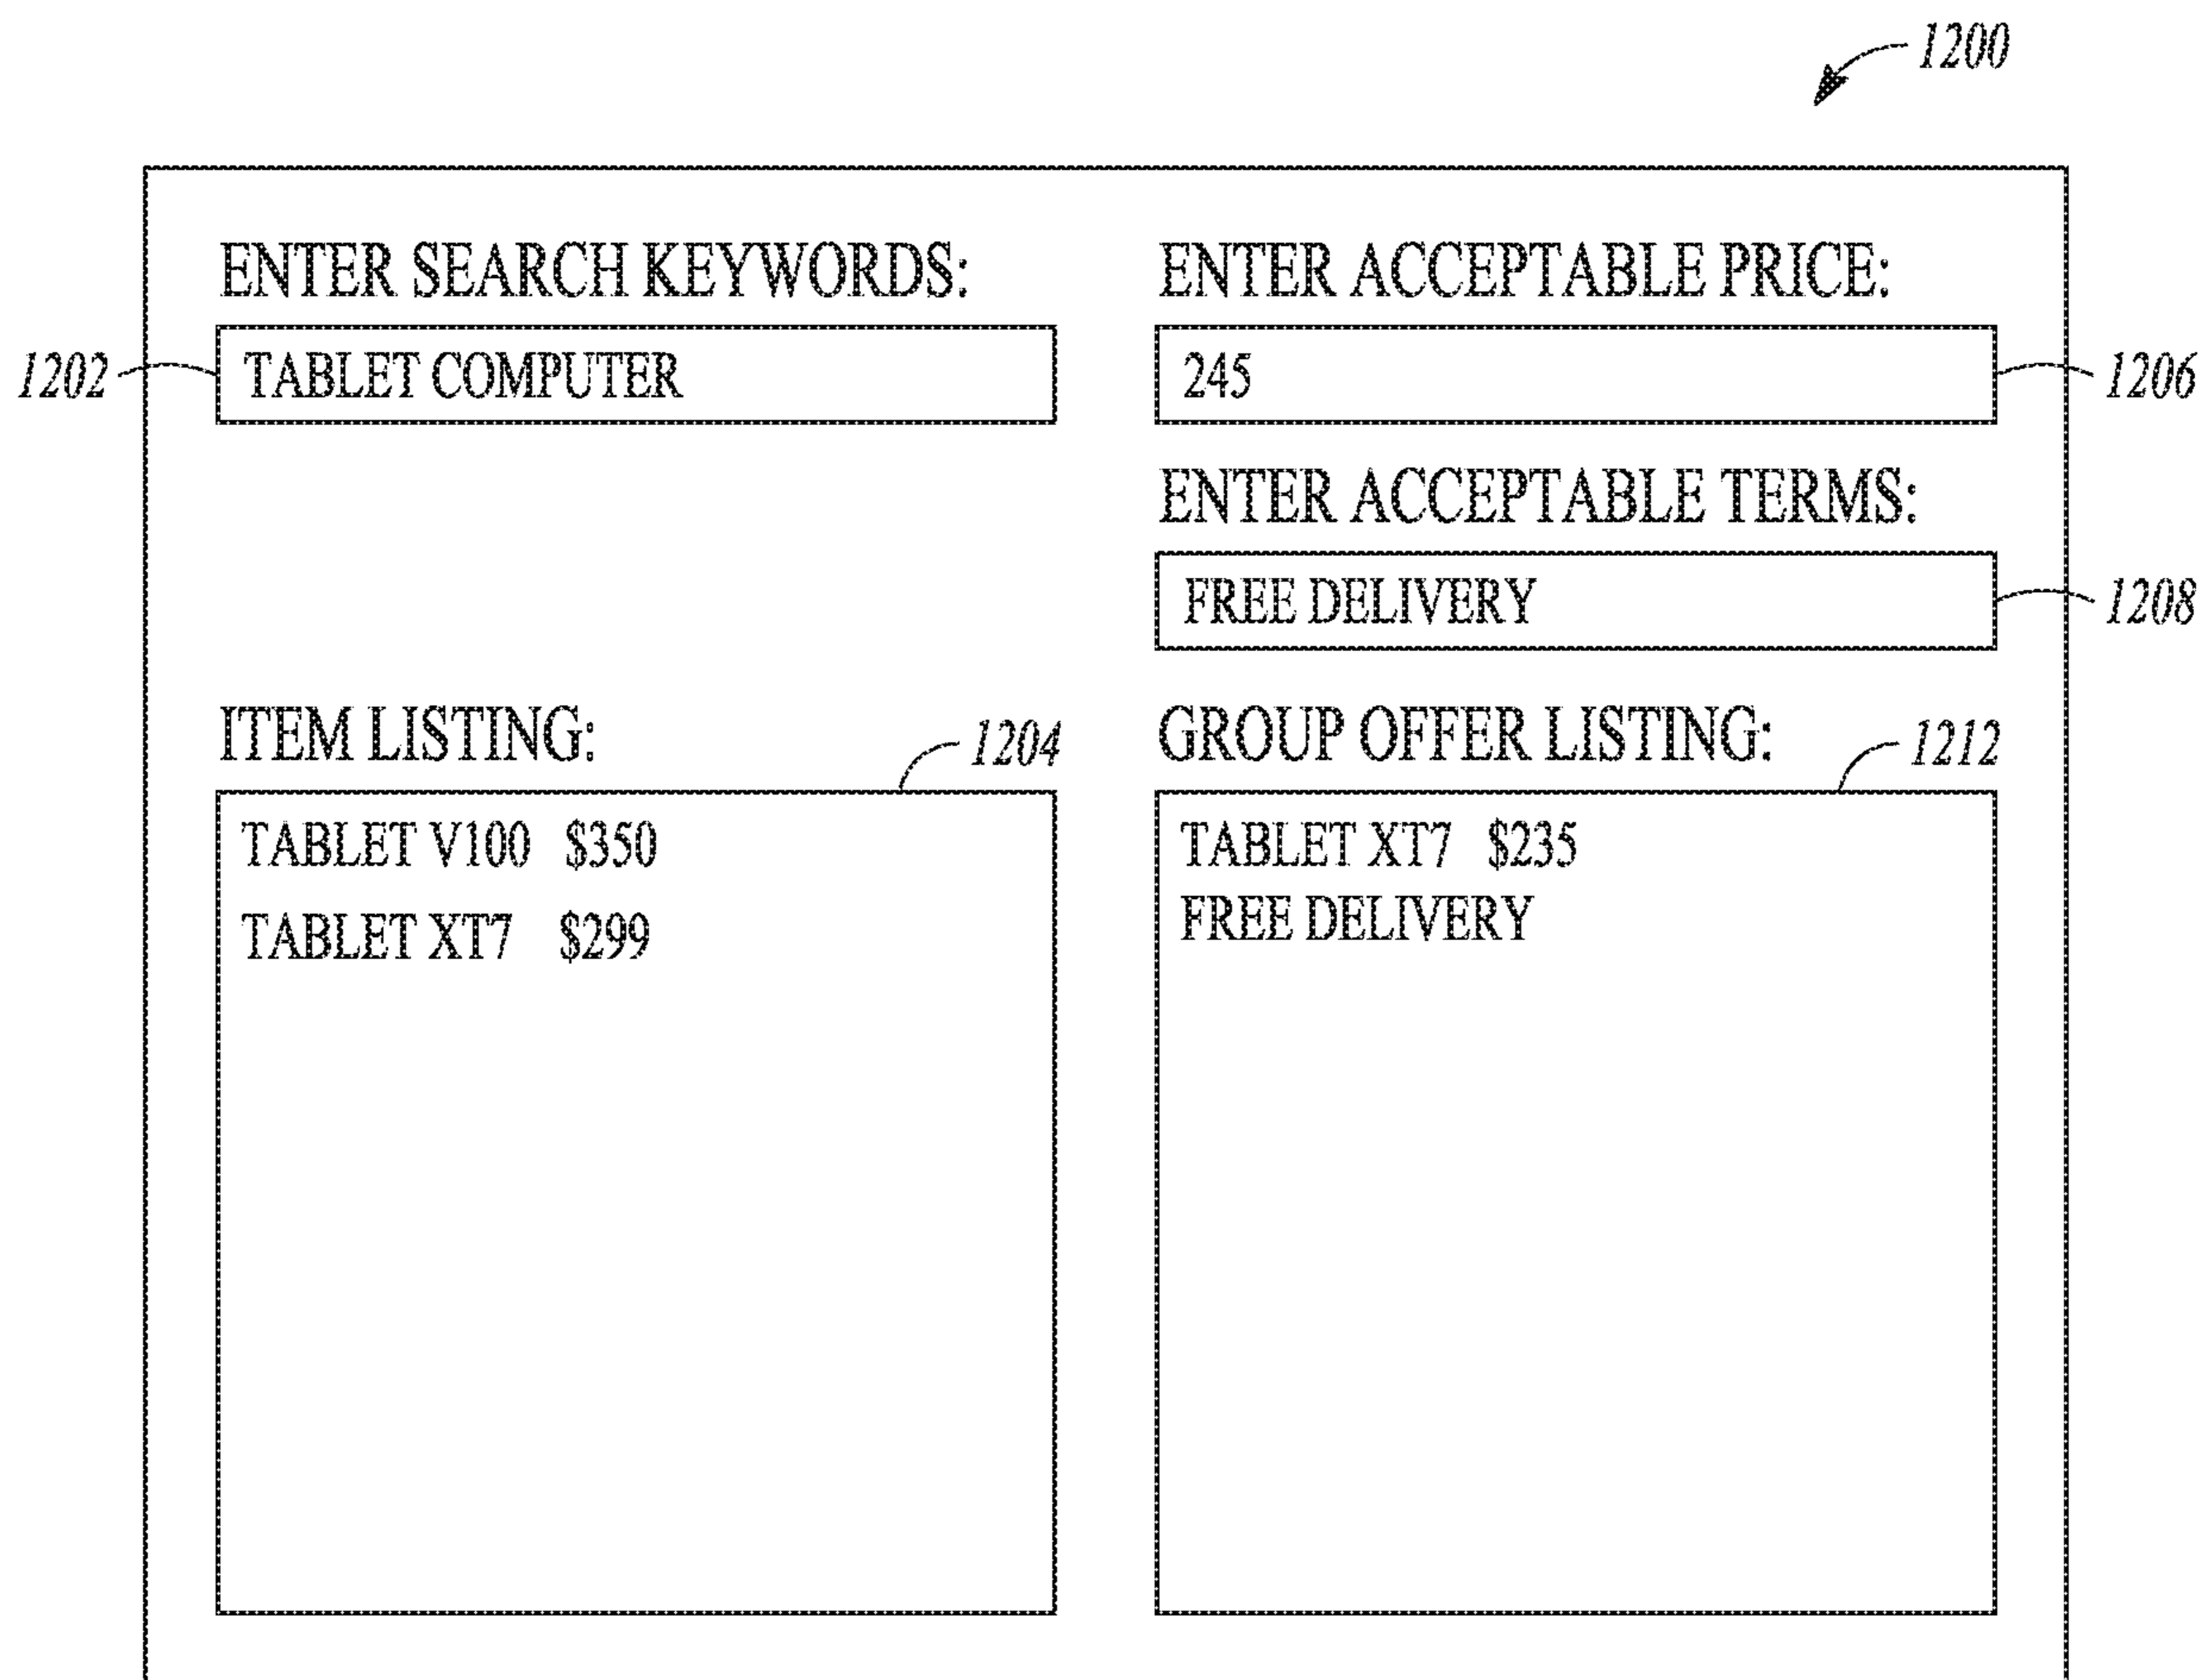 1200
ENTER SEARCH KEYWORDS:
ENTER ACCEPTABLE PRICE:
1202
TABLET COMPUTER
245
1206
ENTER ACCEPTABLE TERMS:
FREE DELIVERY
1208
ITEM LISTING:
1204
GROUP OFFER LISTING:
1212
TABLET V100 $350
TABLET XT7 $299
TABLET XT7 $235
FREE DELIVERY